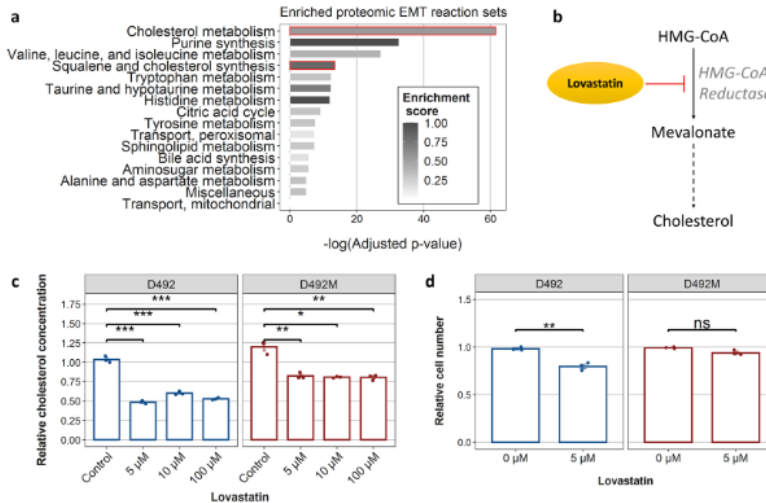 a
Enriched proteomic EMT reaction sets
Cholesterol metabolism
Purine synthesis
Valine, leucine, and isoleucine metabolism
Squalene and cholesterol synthesis
Tryptophan metabolism
Taurine and hypotaurine metabolism
Histidine metabolism
Citric acid cycle
Tyrosine metabolism
Transport, peroxisomal
Sphingolipid metabolism
Bile acid synthesis
Aminosugar metabolism
Alanine and aspartate metabolism
Miscellaneous
Transport, mitochondrial
Enrichment
score
1.00
0.75
0.50
0.25
0 20 40 60
-log(Adjusted p-value)
b
HMG-CoA
Lovastatin
HMG-CoA
Reductase
Mevalonate
Cholesterol
c
D492
D492M
Relative cholesterol concentration
1.75
1.50
1.25
1.00
0.75
0.50
0.25
0.00
***
***
***
**
*
**
Control 5 µM 10 µM 100 µM
Control 5 µM 10 µM 100 µM
Lovastatin
d
D492
D492M
Relative cell number
1.5
1.0
0.5
0.0
**
ns
0 µM 5 µM
0 µM 5 µM
Lovastatin